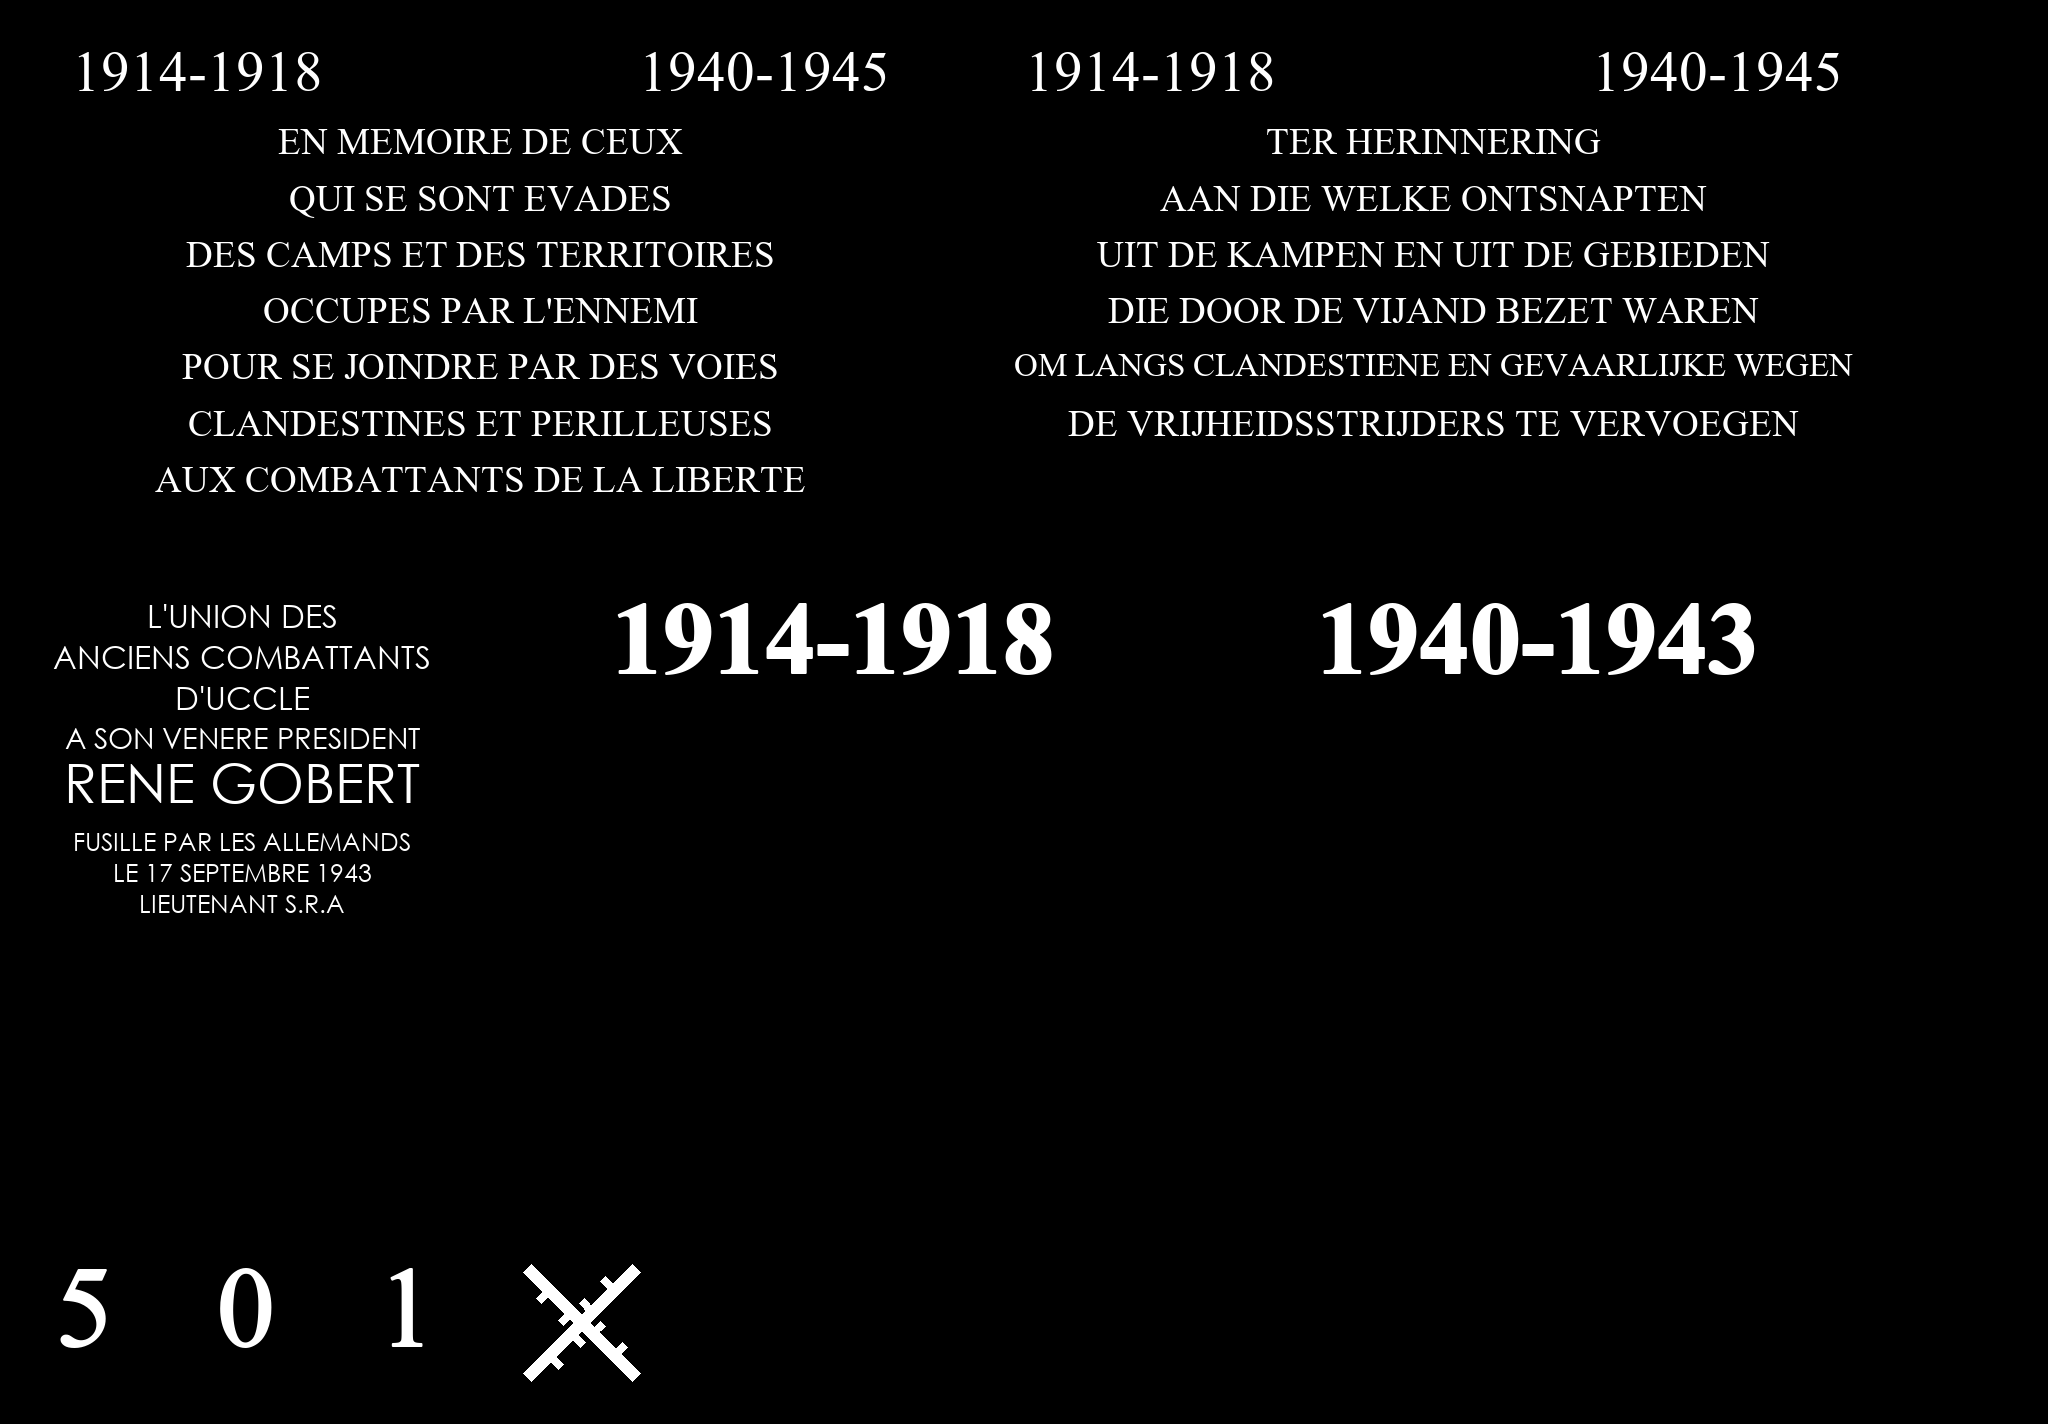 1914-1918 1940-1945
EN MEMOIRE DE CEUX
QUI SE SONT EVADES
DES CAMPS ET DES TERRITOIRES
OCCUPES PAR L'ENNEMI
POUR SE JOINDRE PAR DES VOIES
CLANDESTINES ET PERILLEUSES
AUX COMBATTANTS DE LA LIBERTE
1914-1918 1940-1945
TER HERINNERING
AAN DIE WELKE ONTSNAPTEN
UIT DE KAMPEN EN UIT DE GEBIEDEN
DIE DOOR DE VIJAND BEZET WAREN
OM LANGS CLANDESTIENE EN GEVAARLIJKE WEGEN
DE VRIJHEIDSSTRIJDERS TE VERVOEGEN
L'UNION DES
ANCIENS COMBATTANTS
D'UCCLE
A SON VENERE PRESIDENT
RENE GOBERT
FUSILLE PAR LES ALLEMANDS
LE 17 SEPTEMBRE 1943
LIEUTENANT S.R.A
1914-1918 1940-1943
5 0 1